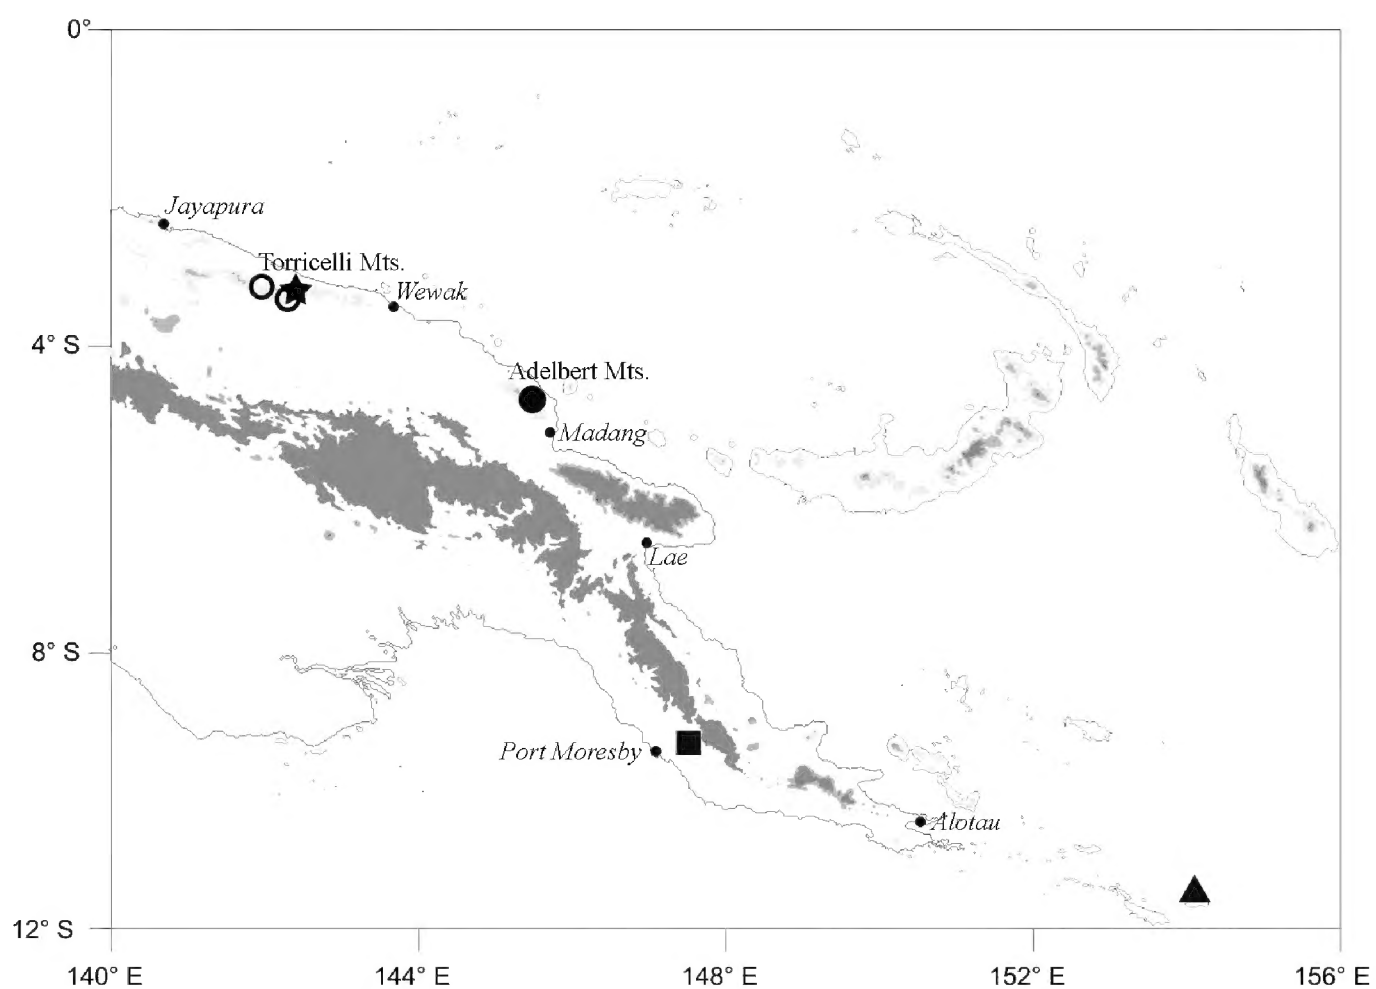 0°
Jayapura
Torricelli Mts.
Wewak
4° S
Adelbert Mts.
Madang
Lae
8° S
Port Moresby
Alotau
12° S
140° E
144° E
148° E
152° E
156° E